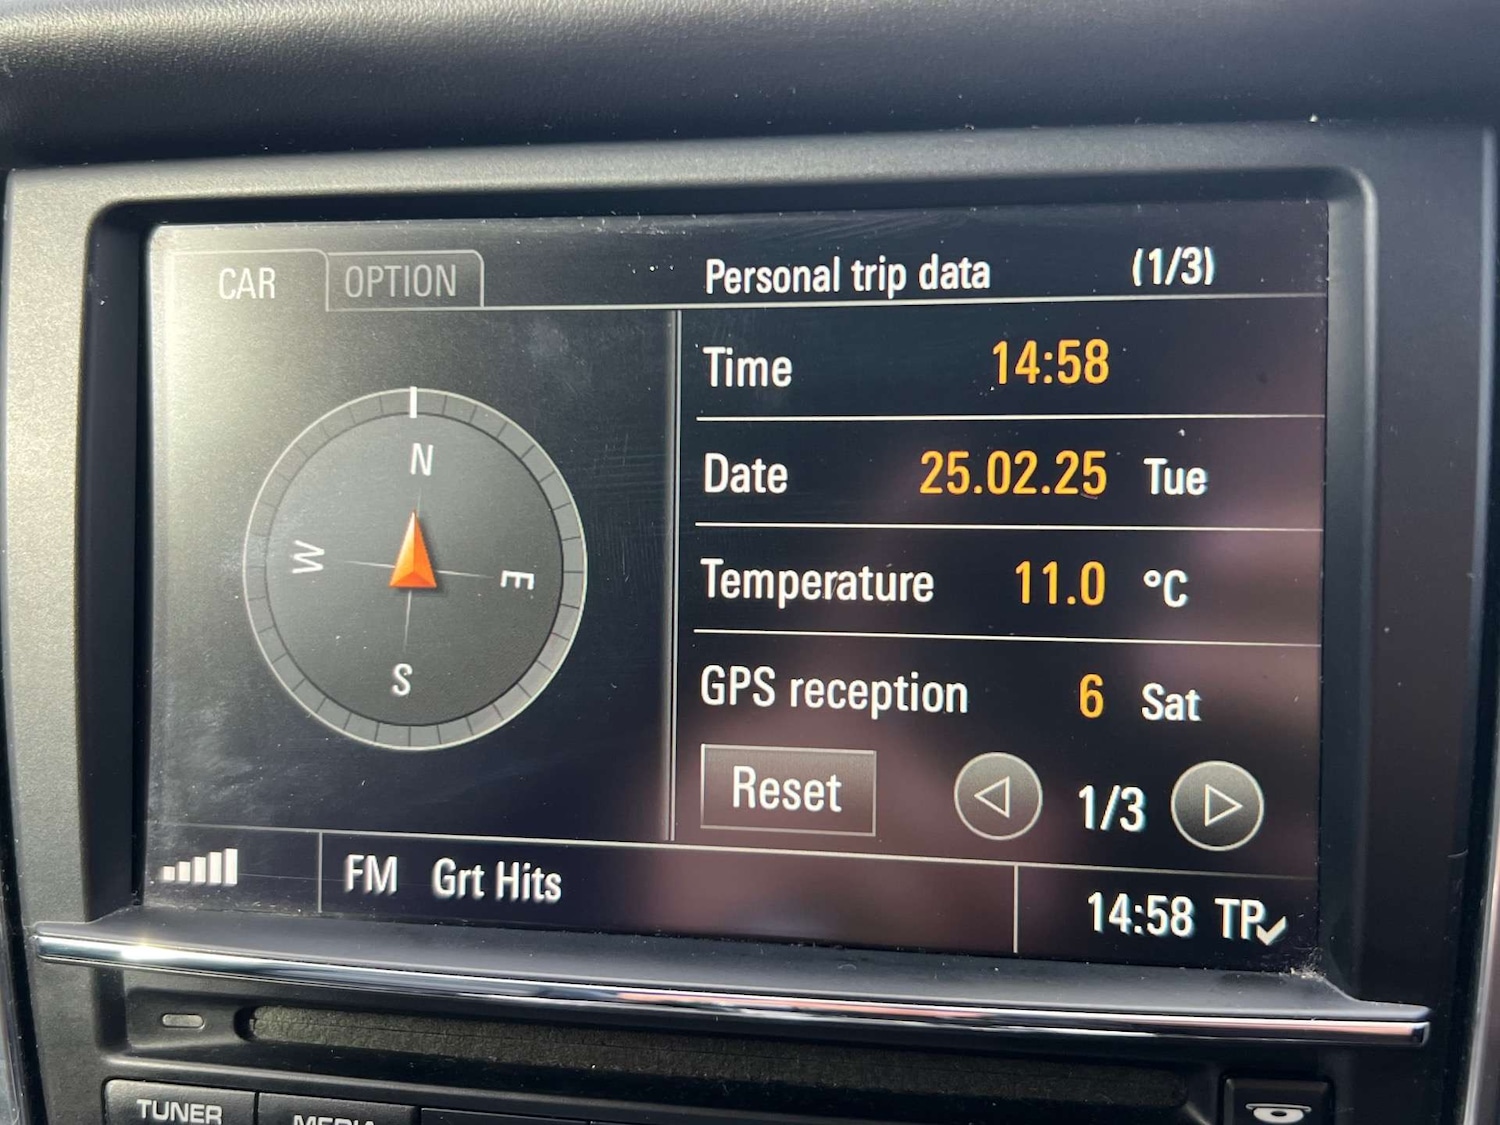 CAR OPTION Personal trip data (1/3)
Time 14:58
Date 25.02.25 Tue
Temperature 11.0 °C
GPS reception 6 Sat
N
W E
S
Reset 1/3
FM Grt Hits 14:58 TP
TUNER MEDIA